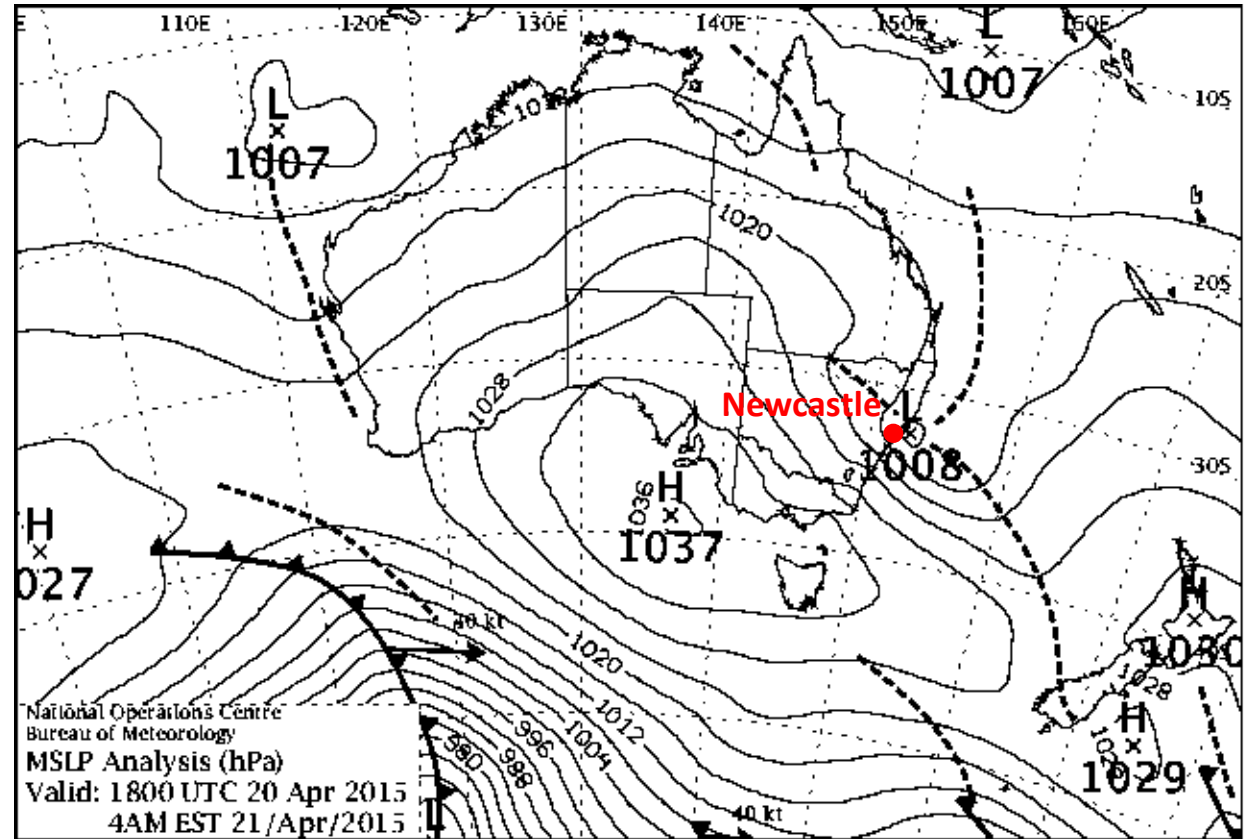 E 110E 120E 130E 140E 150E 160E
L
1007
L
1007
10S
1020
20S
1028
Newcastle
L
1008
30S
1036
H
1037
H
027
40 kt
H
1030
1028
H
1029
1020
1012
1004
996
988
980
40 kt
L
National Operations Centre
Bureau of Meteorology
MSLP Analysis (hPa)
Valid: 1800 UTC 20 Apr 2015
4AM EST 21/Apr/2015